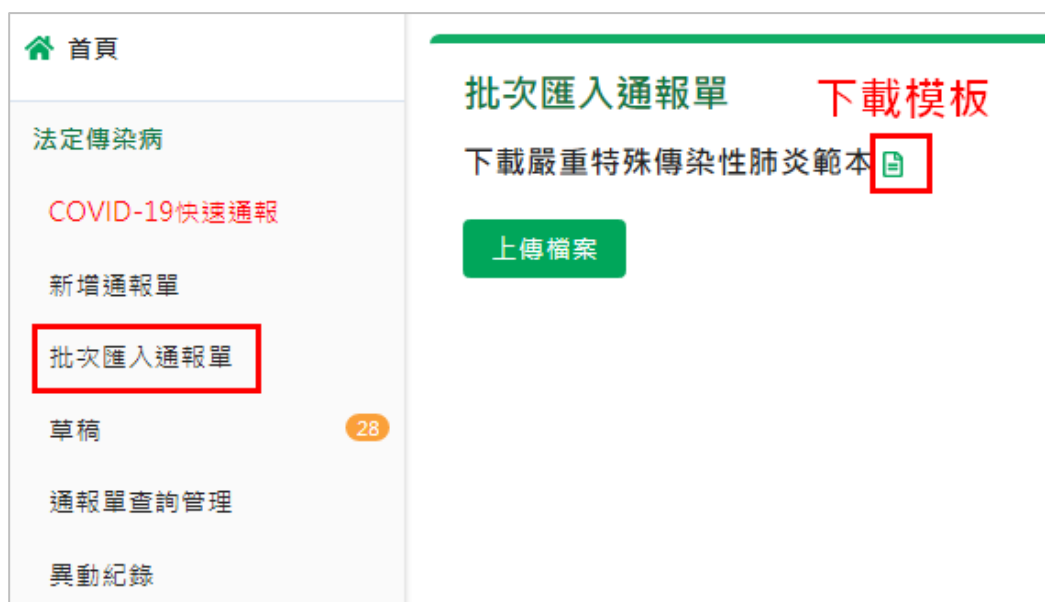 首頁
法定傳染病
COVID-19快速通報
新增通報單
批次匯入通報單
草稿 28
通報單查詢管理
異動紀錄
批次匯入通報單 下載模板
下載嚴重特殊傳染性肺炎範本
上傳檔案